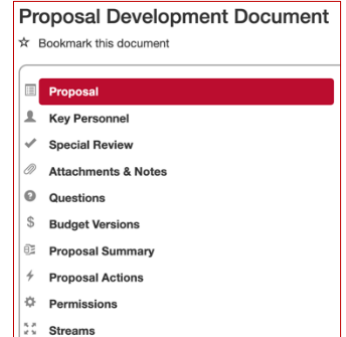 Proposal Development Document
Bookmark this document
Proposal
Key Personnel
Special Review
Attachments & Notes
Questions
Budget Versions
Proposal Summary
Proposal Actions
Permissions
Streams